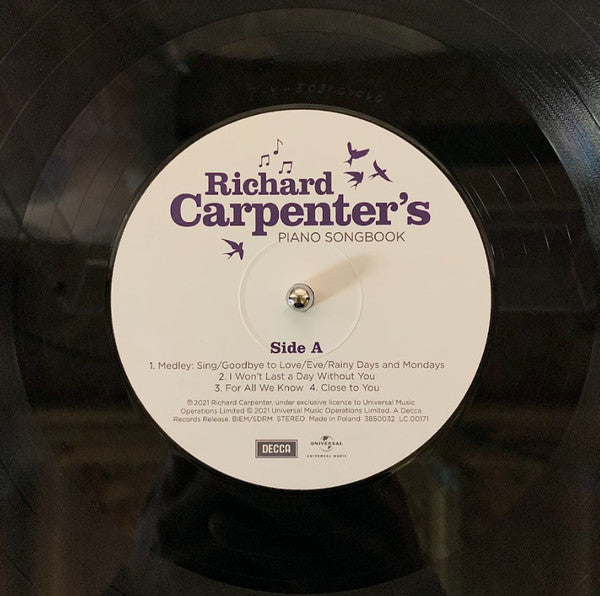 Richard
Carpenter's
PIANO SONGBOOK
Side A
1. Medley: Sing/Goodbye to Love/Eve/Rainy Days and Mondays
2. I Won't Last a Day Without You
3. For All We Know 4. Close to You
℗ 2021 Richard Carpenter, under exclusive licence to Universal Music
Operations Limited © 2021 Universal Music Operations Limited. A Decca
Records Release. BIEM/SDRM STEREO Made in Poland 3850032 LC 00171
DECCA
UNIVERSAL
UNIVERSAL MUSIC